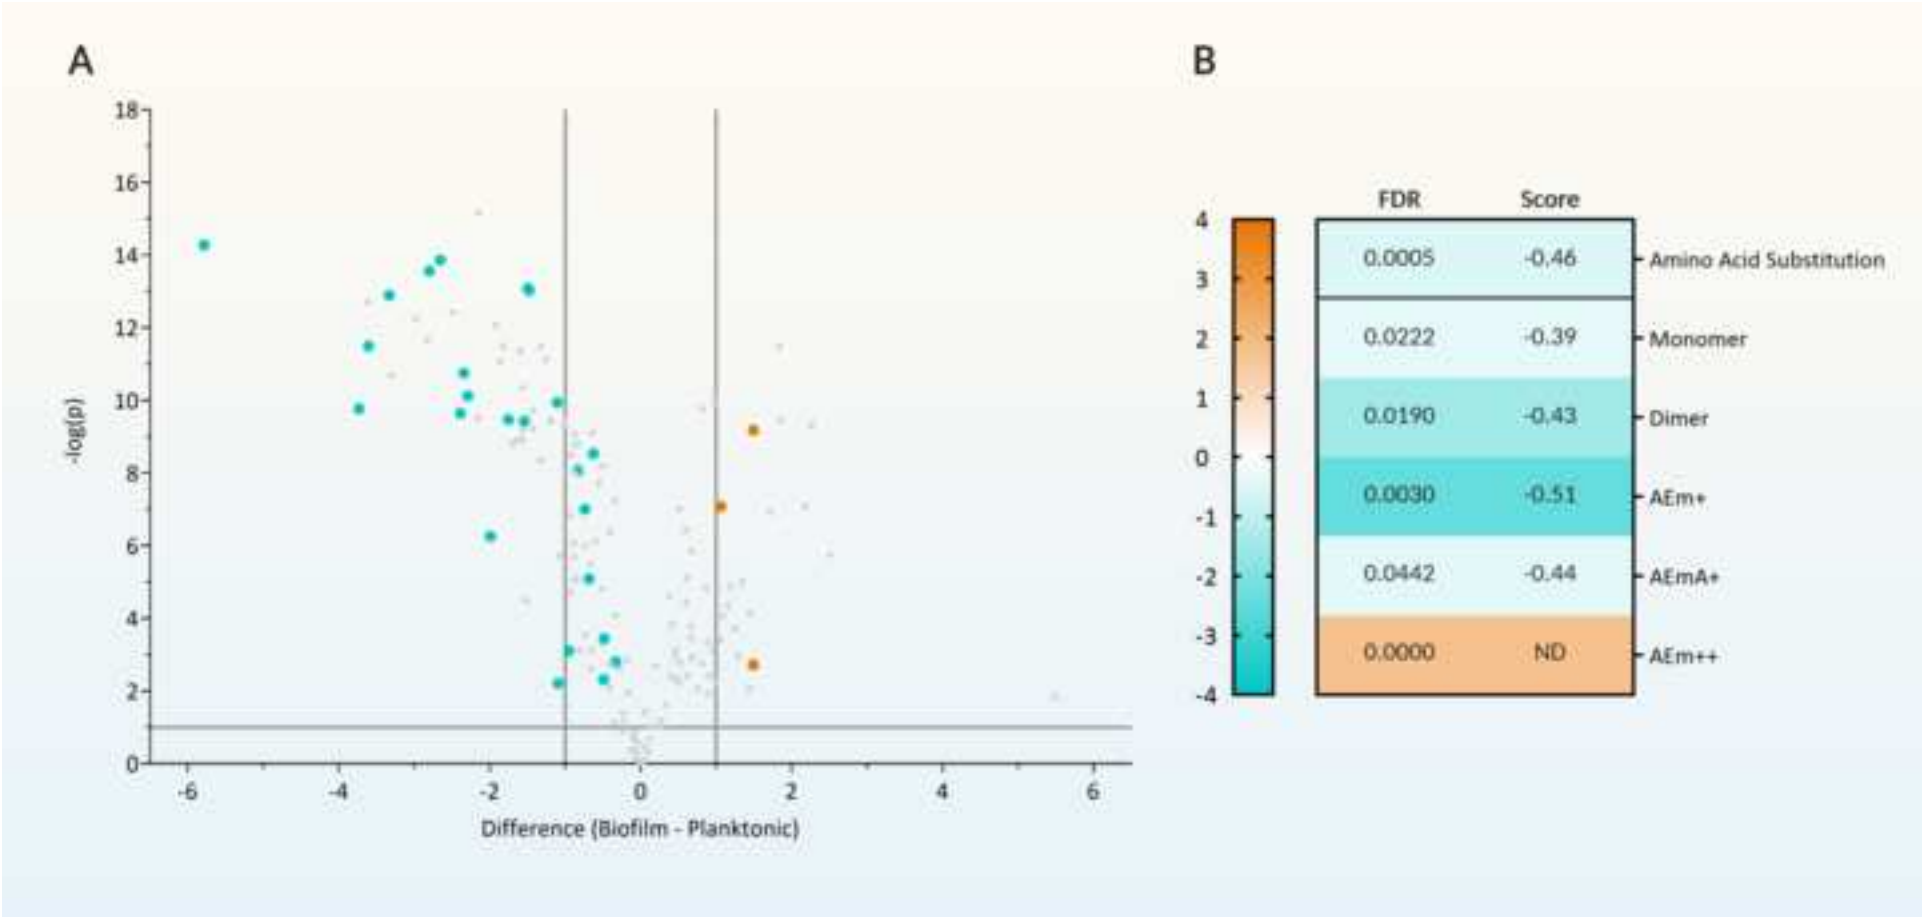 A
18
16
14
12
10
8
6
4
2
0
-log(p)
-6 -4 -2 0 2 4 6
Difference (Biofilm - Planktonic)
B
4
3
2
1
0
-1
-2
-3
-4
FDR Score
0.0005 -0.46 Amino Acid Substitution
0.0222 -0.39 Monomer
0.0190 -0.43 Dimer
0.0030 -0.51 AEm+
0.0442 -0.44 AEmA+
0.0000 ND AEm++